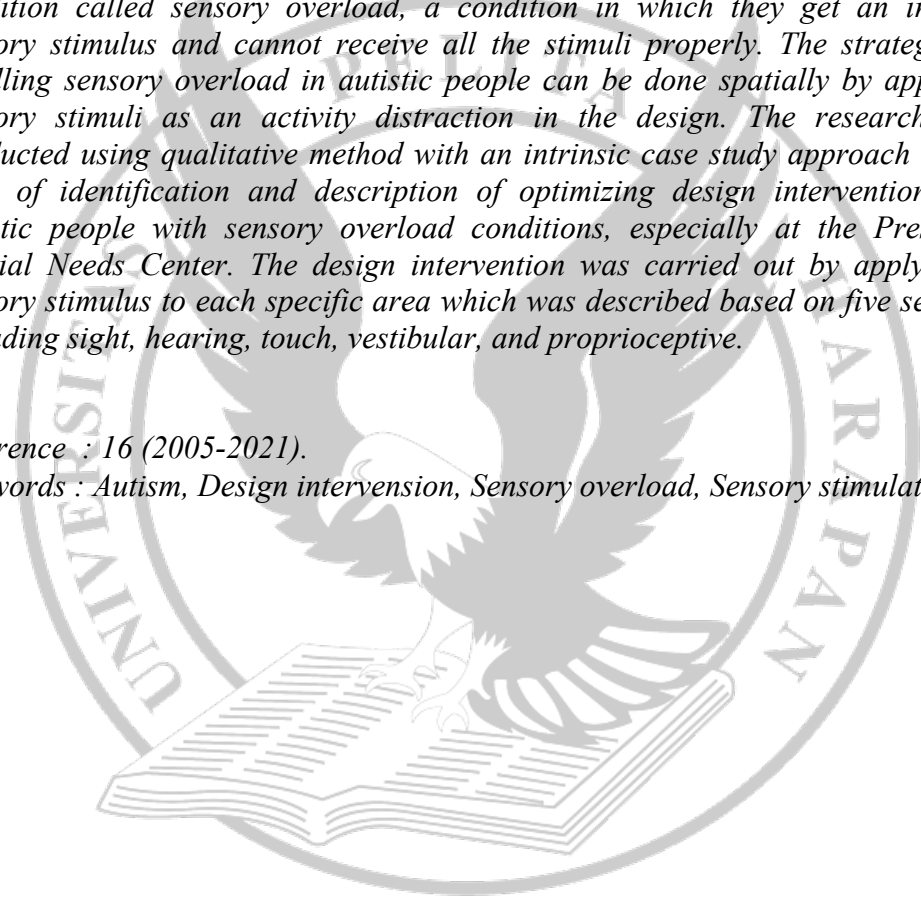 ition called sensory overload, a condition in which they get an in
ory stimulus and cannot receive all the stimuli properly. The strateg
lling sensory overload in autistic people can be done spatially by app
ory stimuli as an activity distraction in the design. The research
ducted using qualitative method with an intrinsic case study approach
of identification and description of optimizing design intervention
tic people with sensory overload conditions, especially at the Pre
ial Needs Center. The design intervention was carried out by apply
ory stimulus to each specific area which was described based on five se
uding sight, hearing, touch, vestibular, and proprioceptive.
rence : 16 (2005-2021).
words : Autism, Design intervension, Sensory overload, Sensory stimulat
UNIVERSITAS PELITA HARAPAN